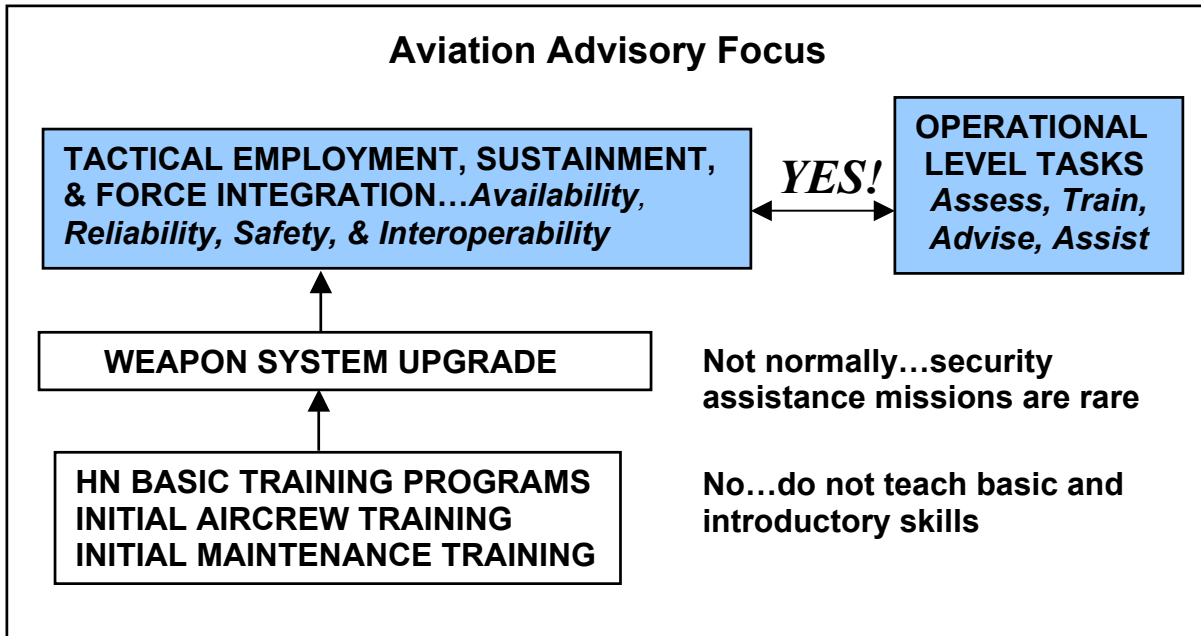 Aviation Advisory Focus
TACTICAL EMPLOYMENT, SUSTAINMENT,
& FORCE INTEGRATION…Availability,
Reliability, Safety, & Interoperability
YES!
OPERATIONAL
LEVEL TASKS
Assess, Train,
Advise, Assist
WEAPON SYSTEM UPGRADE
Not normally…security
assistance missions are rare
HN BASIC TRAINING PROGRAMS
INITIAL AIRCREW TRAINING
INITIAL MAINTENANCE TRAINING
No…do not teach basic and
introductory skills